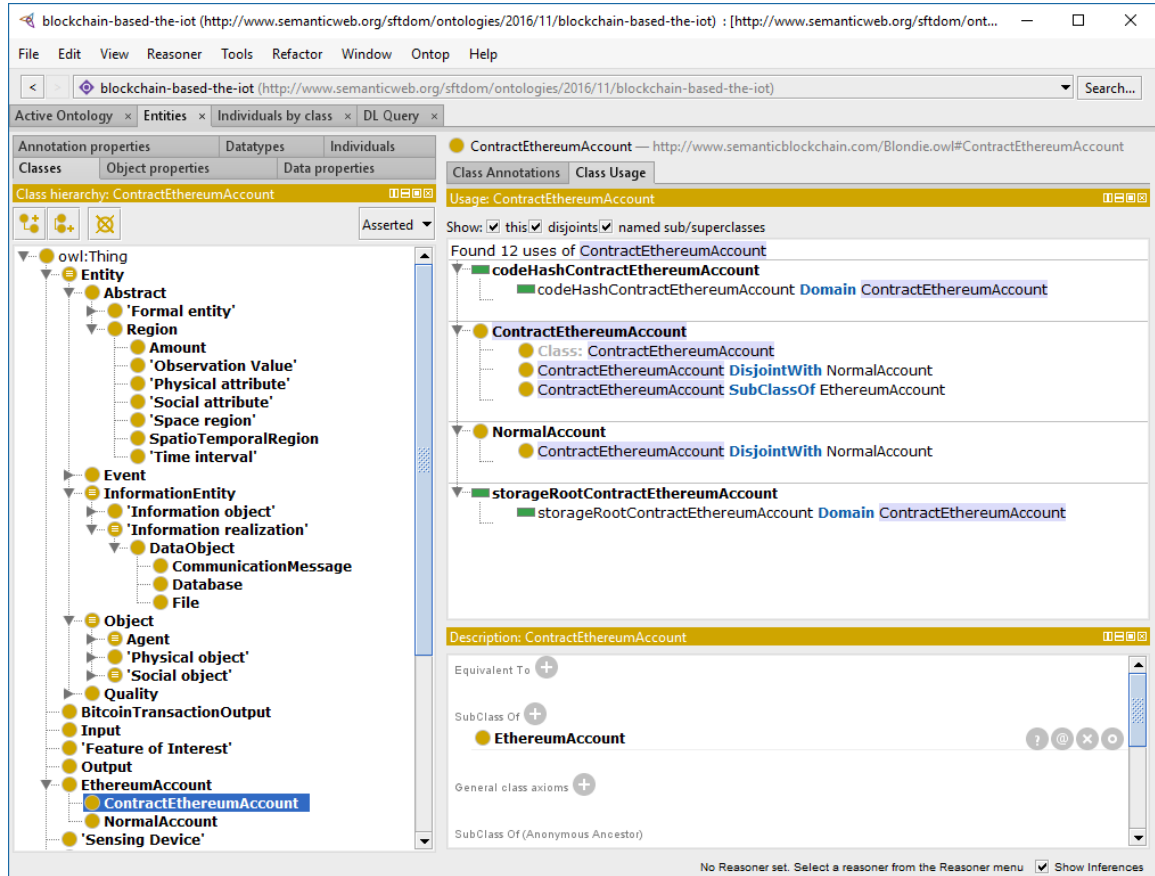 blockchain-based-the-iot (http://www.semanticweb.org/sftdom/ontologies/2016/11/blockchain-based-the-iot) : [http://www.semanticweb.org/sftdom/ont...
File Edit View Reasoner Tools Refactor Window Ontop Help
< > blockchain-based-the-iot (http://www.semanticweb.org/sftdom/ontologies/2016/11/blockchain-based-the-iot) Search...
Active Ontology × Entities × Individuals by class × DL Query ×
Annotation properties Datatypes Individuals
Classes Object properties Data properties
Class hierarchy: ContractEthereumAccount
Asserted
owl:Thing
Entity
Abstract
'Formal entity'
Region
Amount
'Observation Value'
'Physical attribute'
'Social attribute'
'Space region'
SpatioTemporalRegion
'Time interval'
Event
InformationEntity
'Information object'
'Information realization'
DataObject
CommunicationMessage
Database
File
Object
Agent
'Physical object'
'Social object'
Quality
BitcoinTransactionOutput
Input
'Feature of Interest'
Output
EthereumAccount
ContractEthereumAccount
NormalAccount
'Sensing Device'
ContractEthereumAccount — http://www.semanticblockchain.com/Blondie.owl#ContractEthereumAccount
Class Annotations Class Usage
Usage: ContractEthereumAccount
Show: this disjoints named sub/superclasses
Found 12 uses of ContractEthereumAccount
codeHashContractEthereumAccount
codeHashContractEthereumAccount Domain ContractEthereumAccount
ContractEthereumAccount
Class: ContractEthereumAccount
ContractEthereumAccount DisjointWith NormalAccount
ContractEthereumAccount SubClassOf EthereumAccount
NormalAccount
ContractEthereumAccount DisjointWith NormalAccount
storageRootContractEthereumAccount
storageRootContractEthereumAccount Domain ContractEthereumAccount
Description: ContractEthereumAccount
Equivalent To +
SubClass Of +
EthereumAccount ? @ × o
General class axioms +
SubClass Of (Anonymous Ancestor)
No Reasoner set. Select a reasoner from the Reasoner menu Show Inferences